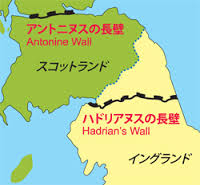 アントニヌスの長壁
Antonine Wall
スコットランド
ハドリアヌスの長壁
Hadrian's Wall
イングランド